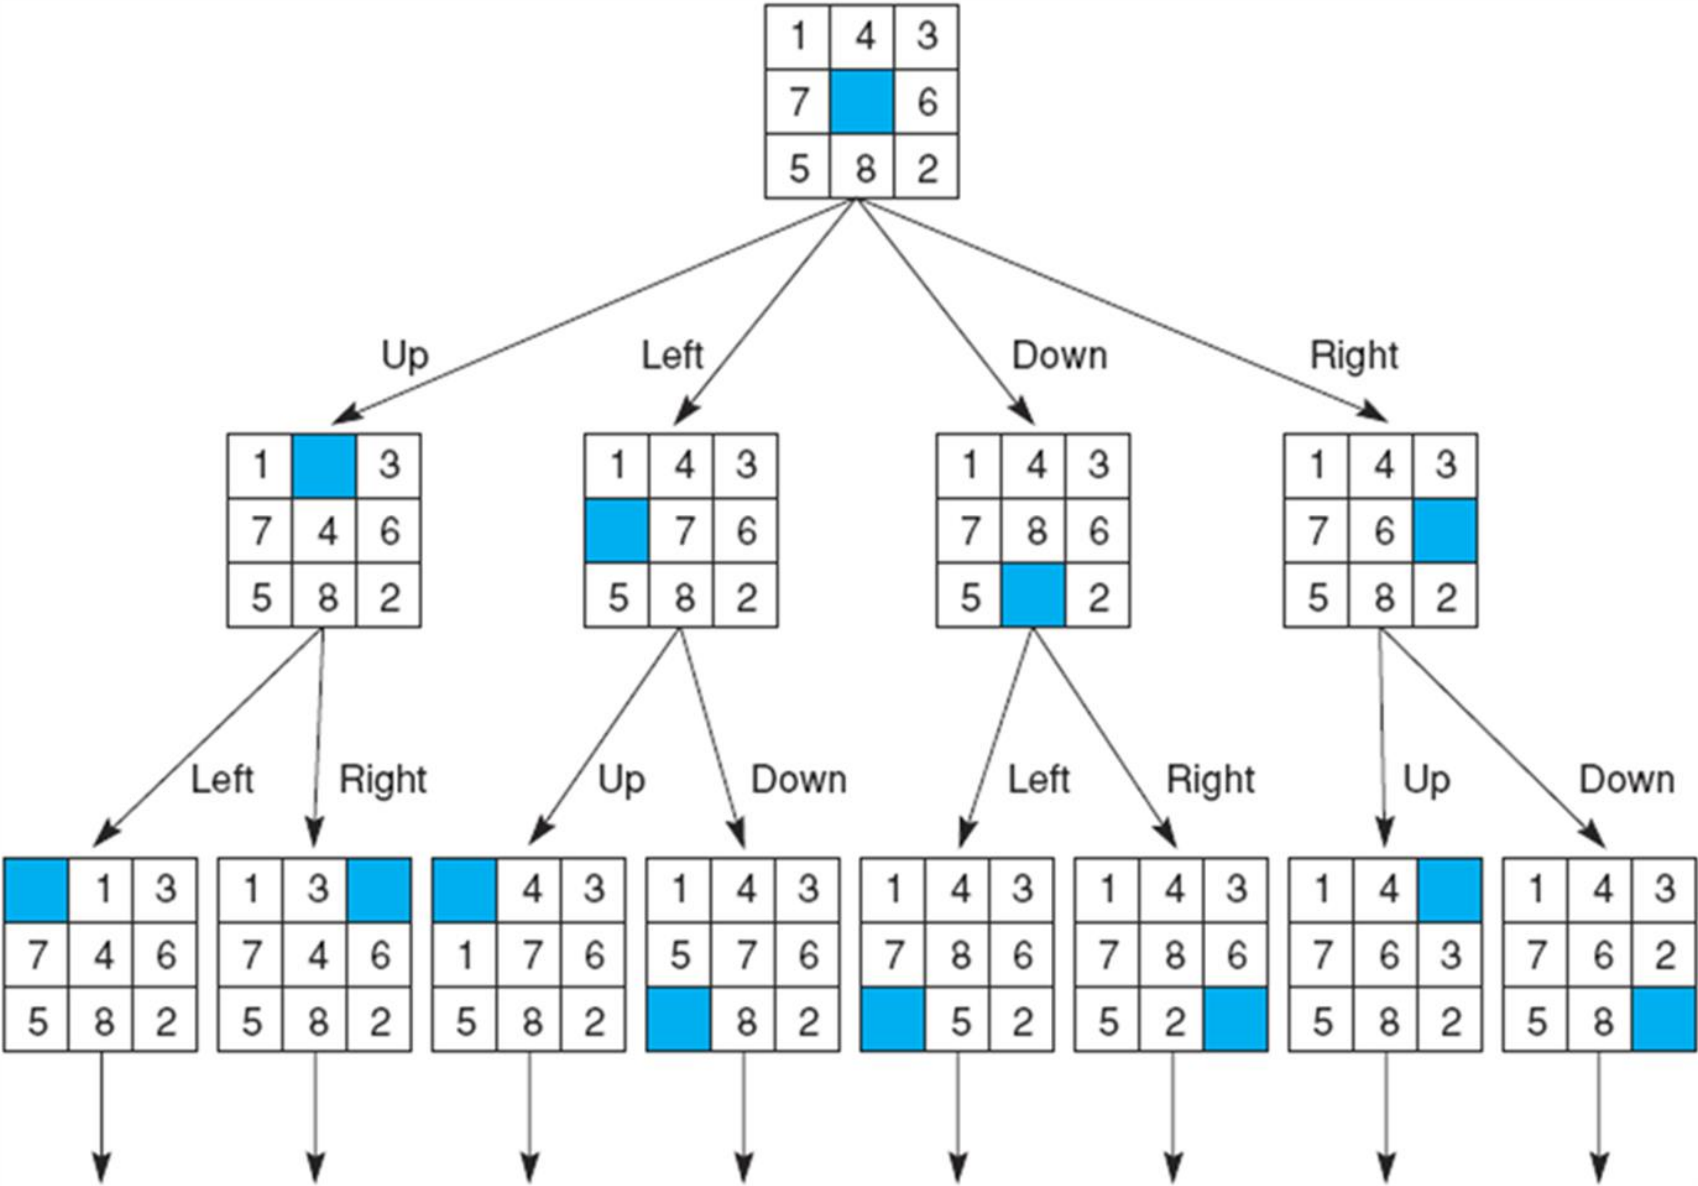 1 4 3
7 6
5 8 2
Up Left Down Right
1 3 1 4 3 1 4 3 1 4 3
7 4 6 7 6 7 8 6 7 6
5 8 2 5 8 2 5 2 5 8 2
Left Right Up Down Left Right Up Down
1 3 1 3 4 3 1 4 3 1 4 3 1 4 3 1 4 1 4 3
7 4 6 7 4 6 1 7 6 5 7 6 7 8 6 7 8 6 7 6 3 7 6 2
5 8 2 5 8 2 5 8 2 8 2 5 2 5 2 5 8 2 5 8